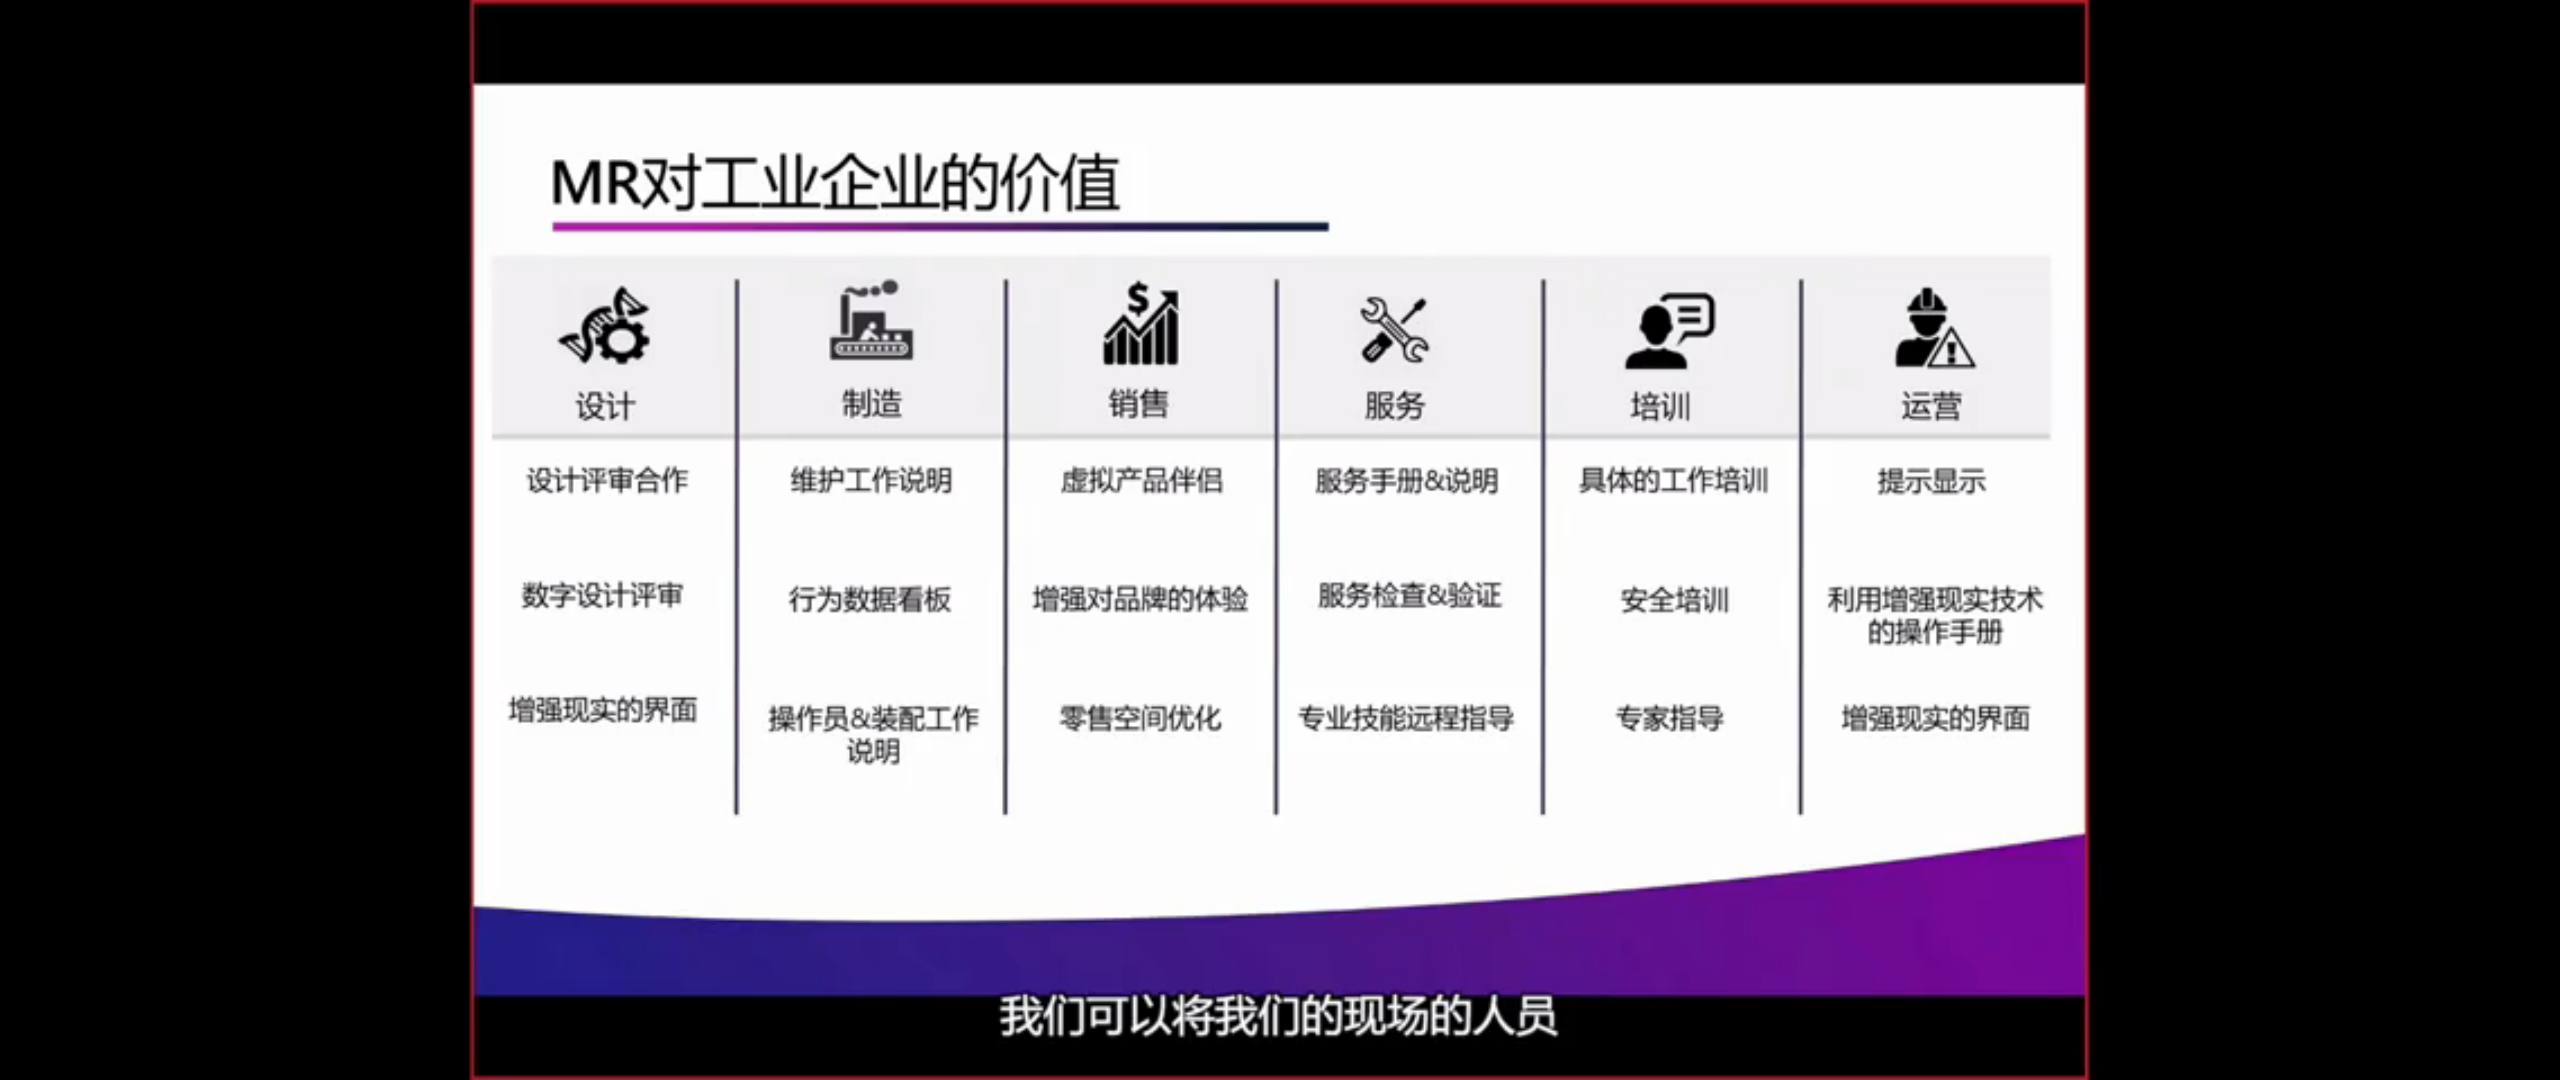 MR对工业企业的价值
设计
制造
销售
服务
培训
运营
设计评审合作
维护工作说明
虚拟产品伴侣
服务手册&说明
具体的工作培训
提示显示
数字设计评审
行为数据看板
增强对品牌的体验
服务检查&验证
安全培训
利用增强现实技术
的操作手册
增强现实的界面
操作员&装配工作
说明
零售空间优化
专业技能远程指导
专家指导
增强现实的界面
我们可以将我们的现场的人员